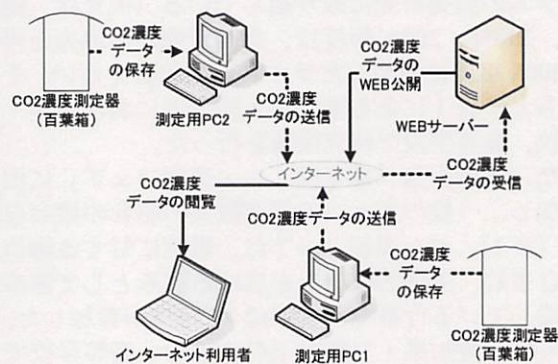 CO2濃度
データ
の保存
CO2濃度測定器
(百葉箱)
測定用PC2
CO2濃度
データの送信
CO2濃度
データの
WEB公開
WEBサーバー
インターネット
CO2濃度
データの受信
CO2濃度
データの閲覧
CO2濃度データの送信
インターネット利用者
測定用PC1
CO2濃度
データ
の保存
CO2濃度測定器
(百葉箱)